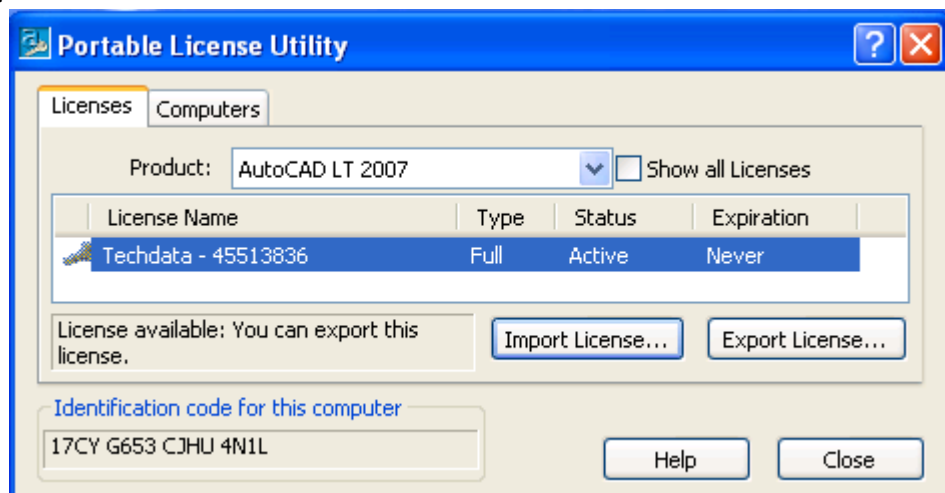 Portable License Utility
Licenses Computers
Product: AutoCAD LT 2007 Show all Licenses
License Name Type Status Expiration
Techdata - 45513836 Full Active Never
License available: You can export this
license.
Import License... Export License...
Identification code for this computer
17CY G653 CJHU 4N1L
Help Close